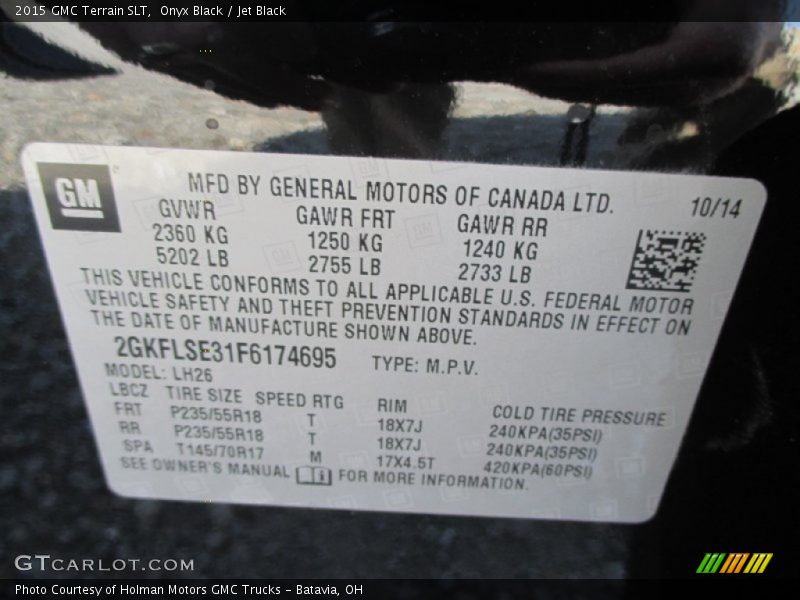 2015 GMC Terrain SLT,  Onyx Black / Jet Black
GM
MFD BY GENERAL MOTORS OF CANADA LTD.
10/14
GVWR GAWR FRT GAWR RR
2360 KG 1250 KG 1240 KG
5202 LB 2755 LB 2733 LB
THIS VEHICLE CONFORMS TO ALL APPLICABLE U.S. FEDERAL MOTOR
VEHICLE SAFETY AND THEFT PREVENTION STANDARDS IN EFFECT ON
THE DATE OF MANUFACTURE SHOWN ABOVE.
2GKFLSE31F6174695 TYPE: M.P.V.
MODEL: LH26
LBCZ TIRE SIZE SPEED RTG RIM COLD TIRE PRESSURE
FRT P235/55R18 T 18X7J 240KPA(35PSI)
RR P235/55R18 T 18X7J 240KPA(35PSI)
SPA T145/70R17 M 17X4.5T 420KPA(60PSI)
SEE OWNER'S MANUAL FOR MORE INFORMATION.
GTCARLOT.COM
Photo Courtesy of Holman Motors GMC Trucks – Batavia, OH